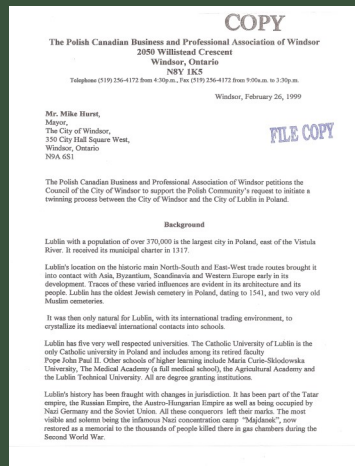 COPY
The Polish Canadian Business and Professional Association of Windsor
2050 Willistead Crescent
Windsor, Ontario
N8Y 1K5
Telephone (519) 256-4172 from 4:30p.m., Fax (519) 256-4172 from 9:00a.m. to 3:30p.m.
Windsor, February 26, 1999
Mr. Mike Hurst,
Mayor,
The City of Windsor,
350 City Hall Square West,
Windsor, Ontario
N9A 6S1
FILE COPY
The Polish Canadian Business and Professional Association of Windsor petitions the
Council of the City of Windsor to support the Polish Community's request to initiate a
twinning process between the City of Windsor and the City of Lublin in Poland.
Background
Lublin with a population of over 370,000 is the largest city in Poland, east of the Vistula
River. It received its municipal charter in 1317.
Lublin's location on the historic main North-South and East-West trade routes brought it
into contact with Asia, Byzantium, Scandinavia and Western Europe early in its
development. Traces of these varied influences are evident in its architecture and its
people. Lublin has the oldest Jewish cemetery in Poland, dating to 1541, and two very old
Muslim cemeteries.
It was then only natural for Lublin, with its international trading environment, to
crystallize its mediaeval international contacts into schools.
Lublin has five very well respected universities. The Catholic University of Lublin is the
only Catholic university in Poland and includes among its retired faculty
Pope John Paul II. Other schools of higher learning include Maria Curie-Sklodowska
University, The Medical Academy (a full medical school), the Agricultural Academy and
the Lublin Technical University. All are degree granting institutions.
Lublin's history has been fraught with changes in jurisdiction. It has been part of the Tatar
empire, the Russian Empire, the Austro-Hungarian Empire as well as being occupied by
Nazi Germany and the Soviet Union. All these conquerors left their marks. The most
visible and solemn being the infamous Nazi concentration camp "Majdanek", now
restored as a memorial to the thousands of people killed there in gas chambers during the
Second World War.